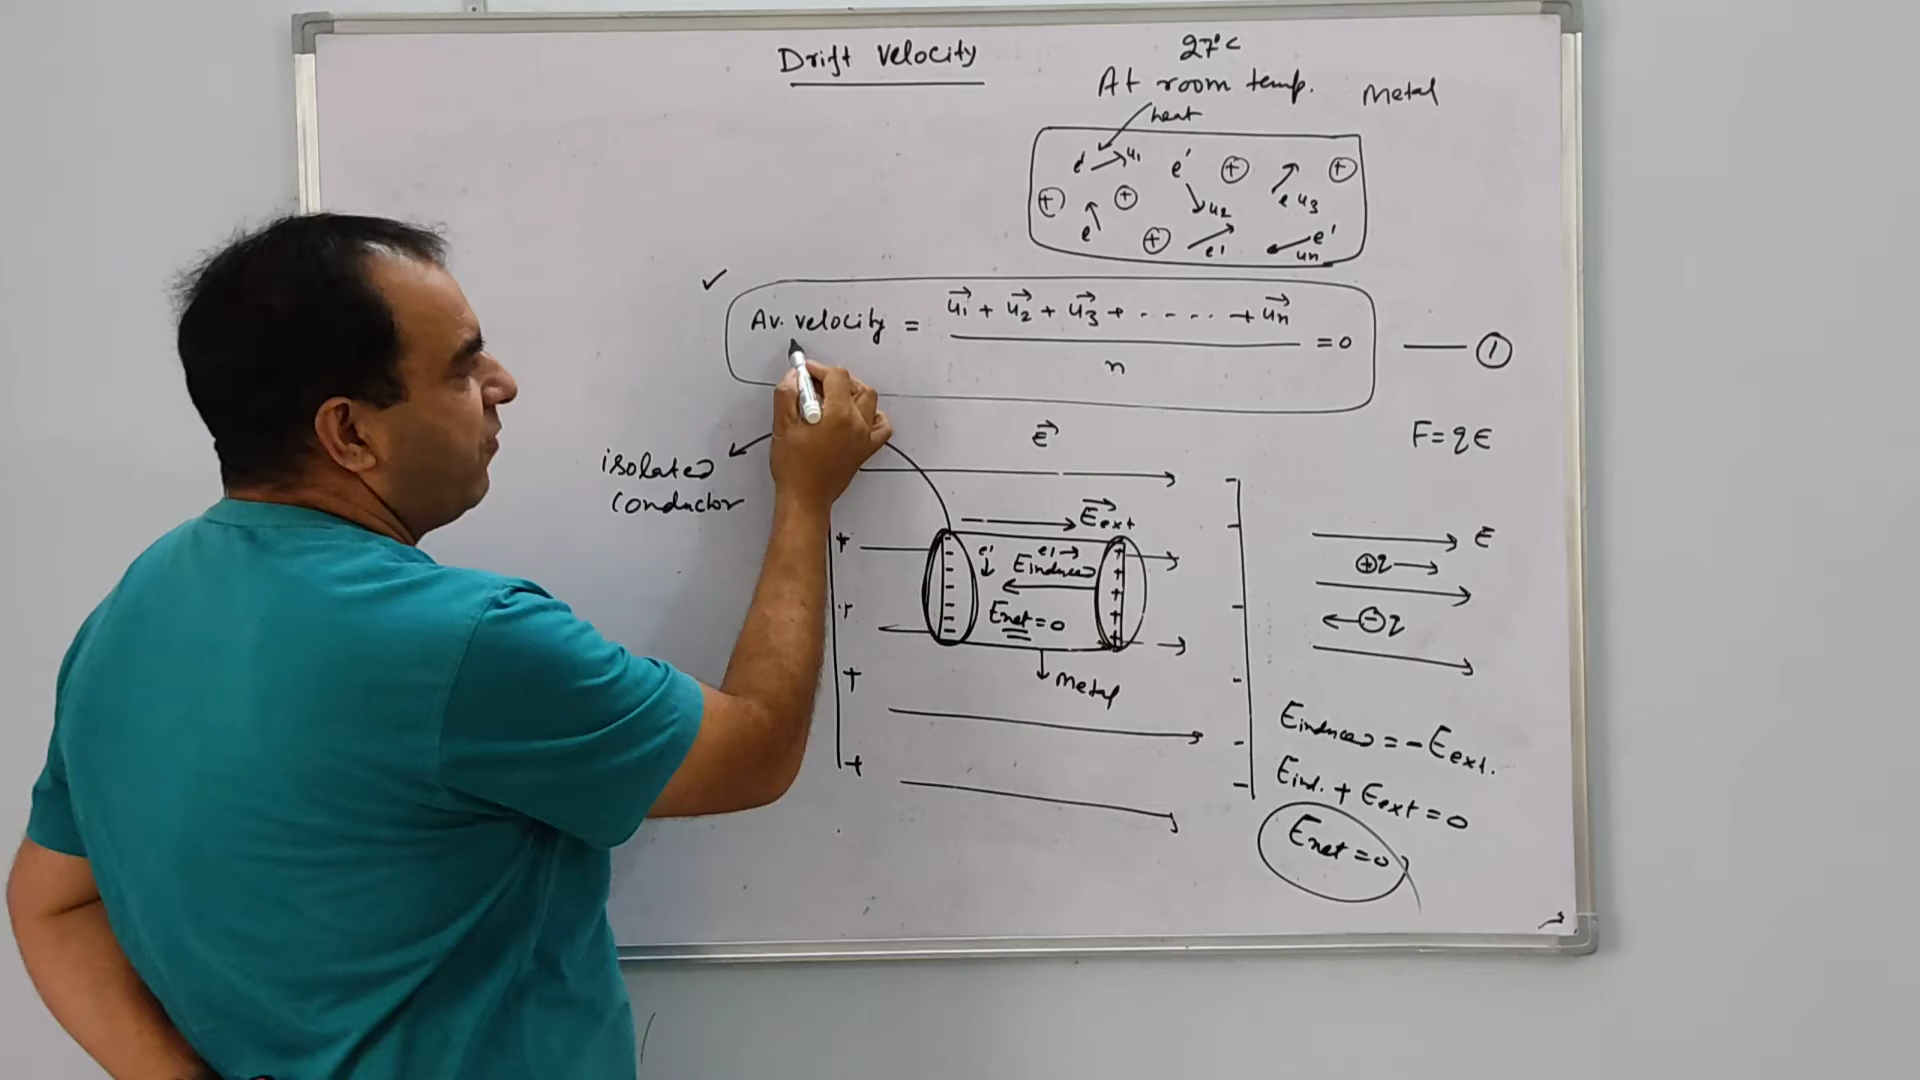 Drift Velocity
27°C
At room temp.
Metal
heat
e' u1 e' + +
+ + u2 e u3
e + e' e'
un
✓
Av. velocity = u1→ + u2→ + u3→ + ..... + un→ = 0 —— ①
n
E→
F = qE
isolated
conductor
E→ext
e' e' →
Einduced
Enet = 0
Metal
E
+q →
← -q
Einduced = -Eext.
Eind. + Eext = 0
Enet = 0